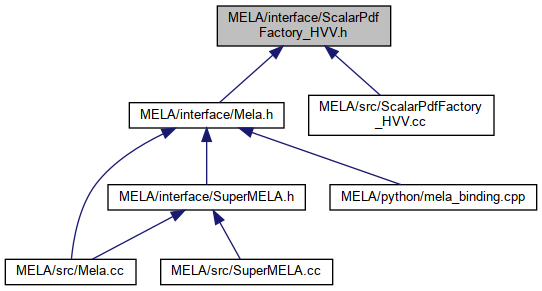 MELA/interface/ScalarPdf
Factory_HVV.h
MELA/interface/Mela.h
MELA/src/ScalarPdfFactory
_HVV.cc
MELA/interface/SuperMELA.h
MELA/python/mela_binding.cpp
MELA/src/Mela.cc
MELA/src/SuperMELA.cc